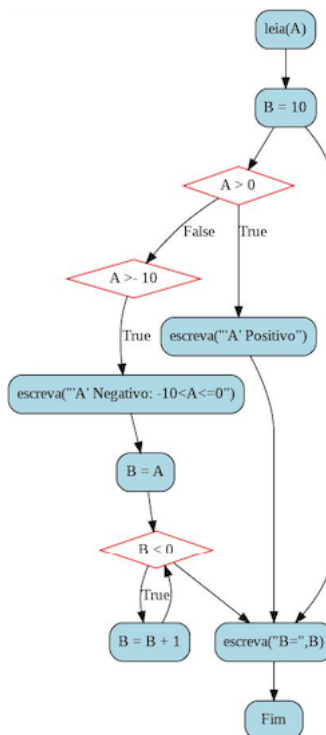 leia(A)
B = 10
A > 0
False
True
A >- 10
True
escreva("'A' Positivo")
escreva("'A' Negativo: -10<A<=0")
B = A
B < 0
True
B = B + 1
escreva("B=",B)
Fim